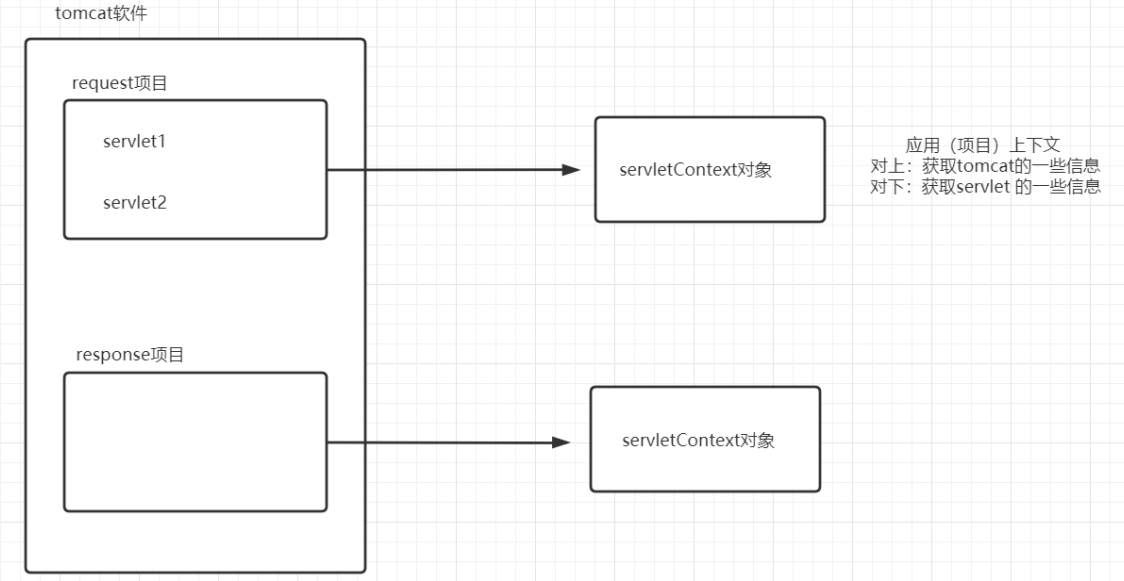 tomcat软件
request项目
servlet1
servlet2
servletContext对象
应用（项目）上下文
对上：获取tomcat的一些信息
对下：获取servlet 的一些信息
response项目
servletContext对象